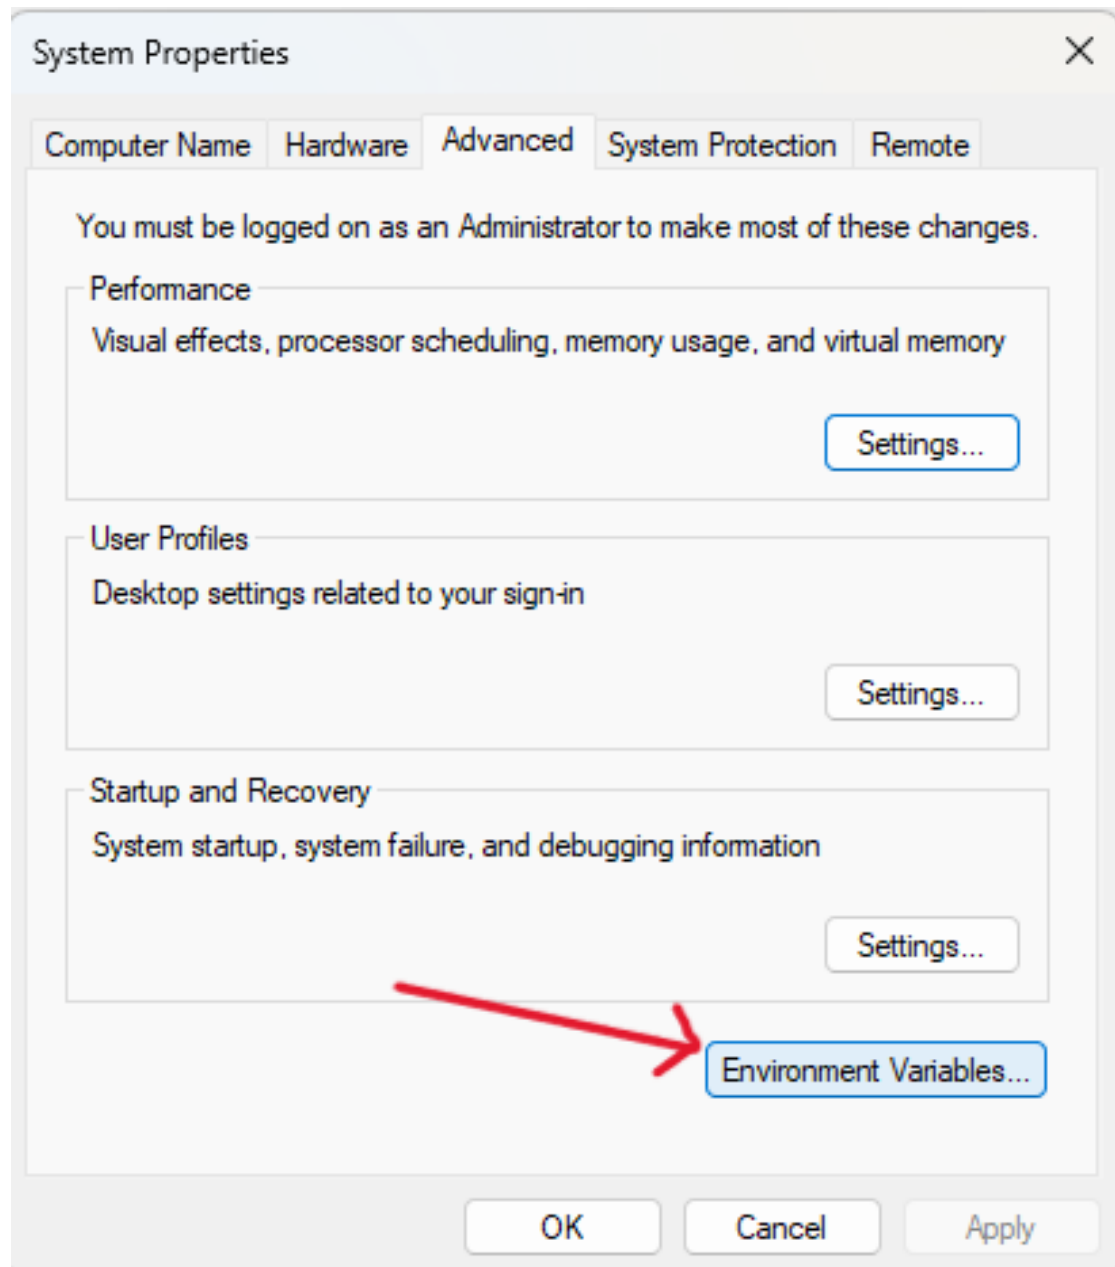 System Properties
Computer Name Hardware Advanced System Protection Remote
You must be logged on as an Administrator to make most of these changes.
Performance
Visual effects, processor scheduling, memory usage, and virtual memory
Settings...
User Profiles
Desktop settings related to your sign-in
Settings...
Startup and Recovery
System startup, system failure, and debugging information
Settings...
Environment Variables...
OK Cancel Apply